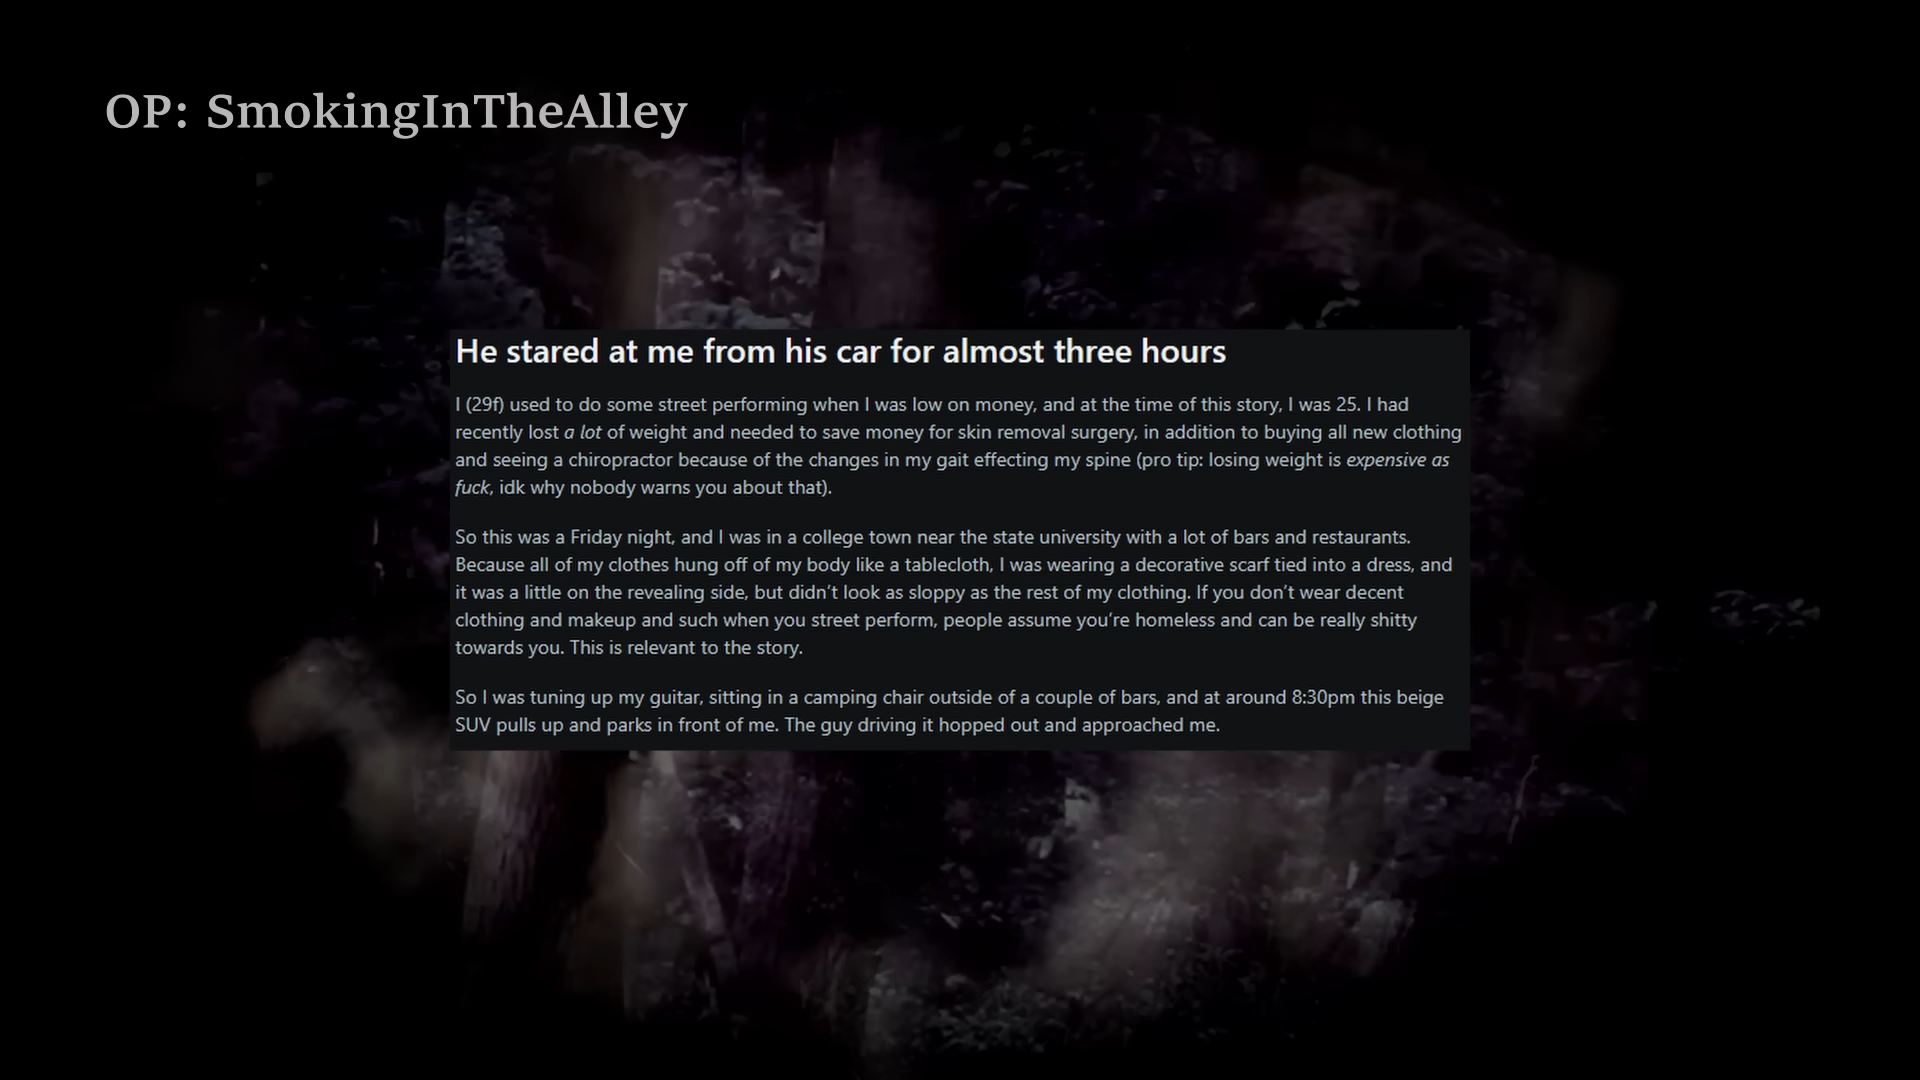 OP: SmokingInTheAlley
He stared at me from his car for almost three hours
I (29f) used to do some street performing when I was low on money, and at the time of this story, I was 25. I had
recently lost a lot of weight and needed to save money for skin removal surgery, in addition to buying all new clothing
and seeing a chiropractor because of the changes in my gait effecting my spine (pro tip: losing weight is expensive as
fuck, idk why nobody warns you about that).
So this was a Friday night, and I was in a college town near the state university with a lot of bars and restaurants.
Because all of my clothes hung off of my body like a tablecloth, I was wearing a decorative scarf tied into a dress, and
it was a little on the revealing side, but didn’t look as sloppy as the rest of my clothing. If you don’t wear decent
clothing and makeup and such when you street perform, people assume you’re homeless and can be really shitty
towards you. This is relevant to the story.
So I was tuning up my guitar, sitting in a camping chair outside of a couple of bars, and at around 8:30pm this beige
SUV pulls up and parks in front of me. The guy driving it hopped out and approached me.